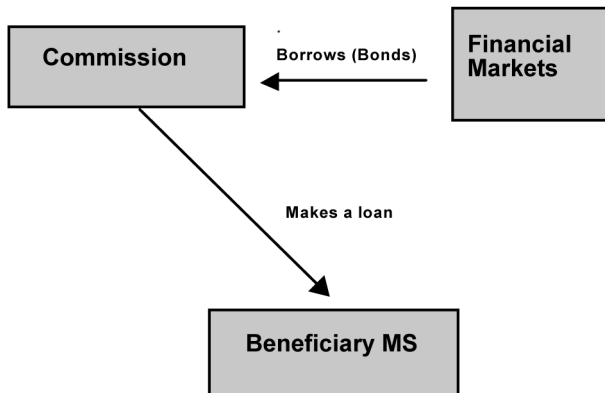 Commission
Borrows (Bonds)
Financial
Markets
Makes a loan
Beneficiary MS